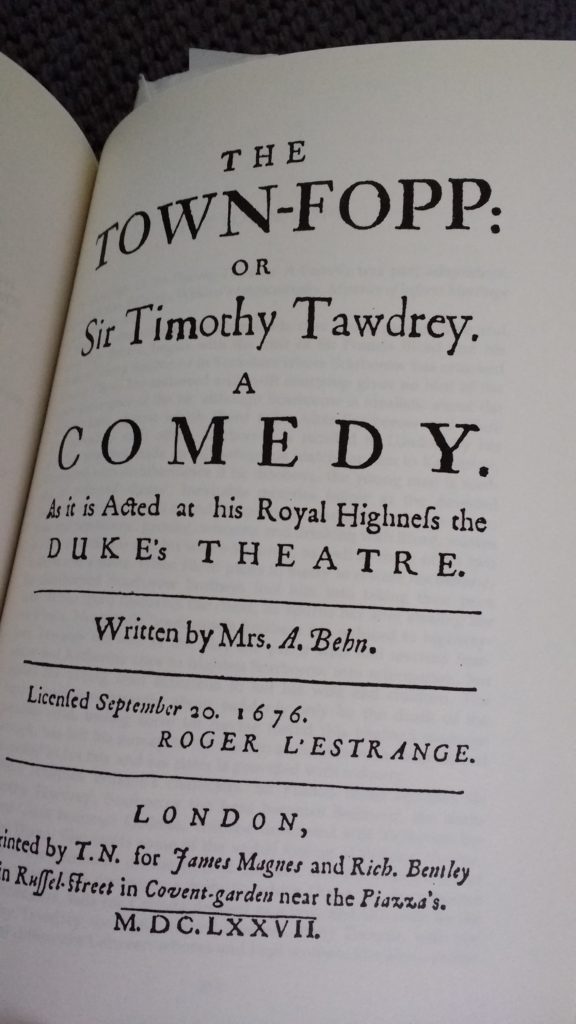 THE
TOWN-FOPP:
OR
Sir Timothy Tawdrey.
A
COMEDY.
As it is Acted at his Royal Highneſs the
DUKE's THEATRE.
Written by Mrs. A. Behn.
Licenſed September 20. 1676.
ROGER L'ESTRANGE.
LONDON,
rinted by T.N. for James Magnes and Rich. Bentley
in Ruſſel-Street in Covent-garden near the Piazza's.
M. DC. LXXVII.